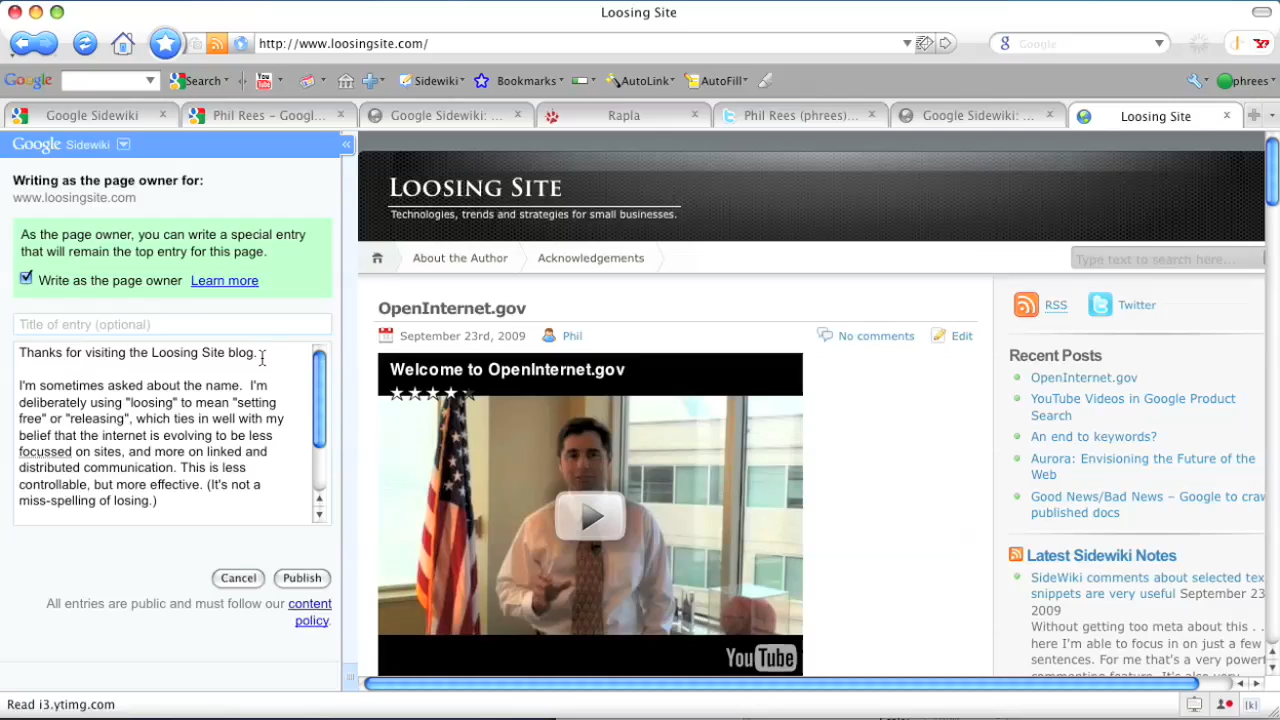 Loosing Site
http://www.loosingsite.com/
Google
Google Search Sidewiki Bookmarks AutoLink AutoFill phrees
Google Sidewiki
Phil Rees – Googl...
Google Sidewiki: ...
Rapla
Phil Rees (phrees)...
Google Sidewiki: ...
Loosing Site
Google Sidewiki
Writing as the page owner for:
www.loosingsite.com
As the page owner, you can write a special entry
that will remain the top entry for this page.
Write as the page owner Learn more
Title of entry (optional)
Thanks for visiting the Loosing Site blog.
I'm sometimes asked about the name. I'm
deliberately using "loosing" to mean "setting
free" or "releasing", which ties in well with my
belief that the internet is evolving to be less
focussed on sites, and more on linked and
distributed communication. This is less
controllable, but more effective. (It's not a
miss-spelling of losing.)
Cancel Publish
All entries are public and must follow our content
policy.
Loosing Site
Technologies, trends and strategies for small businesses.
About the Author Acknowledgements
Type text to search here...
OpenInternet.gov
September 23rd, 2009 Phil No comments Edit
Welcome to OpenInternet.gov
YouTube
RSS Twitter
Recent Posts
OpenInternet.gov
YouTube Videos in Google Product
Search
An end to keywords?
Aurora: Envisioning the Future of the
Web
Good News/Bad News – Google to craw
published docs
Latest Sidewiki Notes
SideWiki comments about selected tex
snippets are very useful September 23
2009
Without getting too meta about this . .
here I'm able to focus in on just a few
sentences. For me that's a very powerf
commenting feature. It's also very
Read i3.ytimg.com